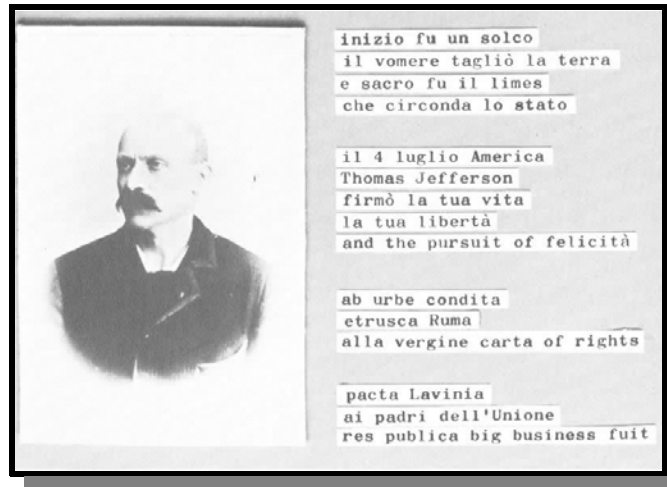 inizio fu un solco
il vomere tagliò la terra
e sacro fu il limes
che circonda lo stato
il 4 luglio America
Thomas Jefferson
firmò la tua vita
la tua libertà
and the pursuit of felicità
ab urbe condita
etrusca Ruma
alla vergine carta of rights
pacta Lavinia
ai padri dell'Unione
res publica big business fuit